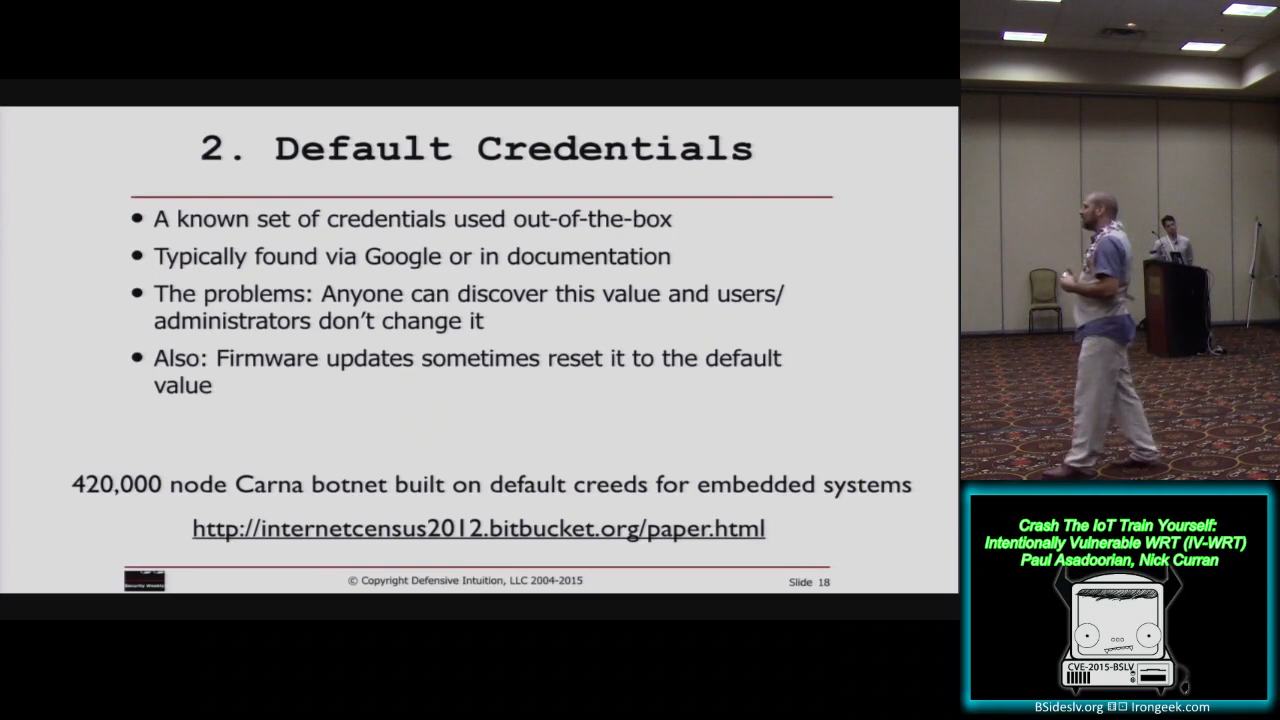 2. Default Credentials
• A known set of credentials used out-of-the-box
• Typically found via Google or in documentation
• The problems: Anyone can discover this value and users/
administrators don't change it
• Also: Firmware updates sometimes reset it to the default
value
420,000 node Carna botnet built on default creeds for embedded systems
http://internetcensus2012.bitbucket.org/paper.html
Security Weekly
© Copyright Defensive Intuition, LLC 2004-2015
Slide 18
Crash The IoT Train Yourself:
Intentionally Vulnerable WRT (IV-WRT)
Paul Asadoorian, Nick Curran
CVE-2015-BSLV
BSideslv.org Irongeek.com